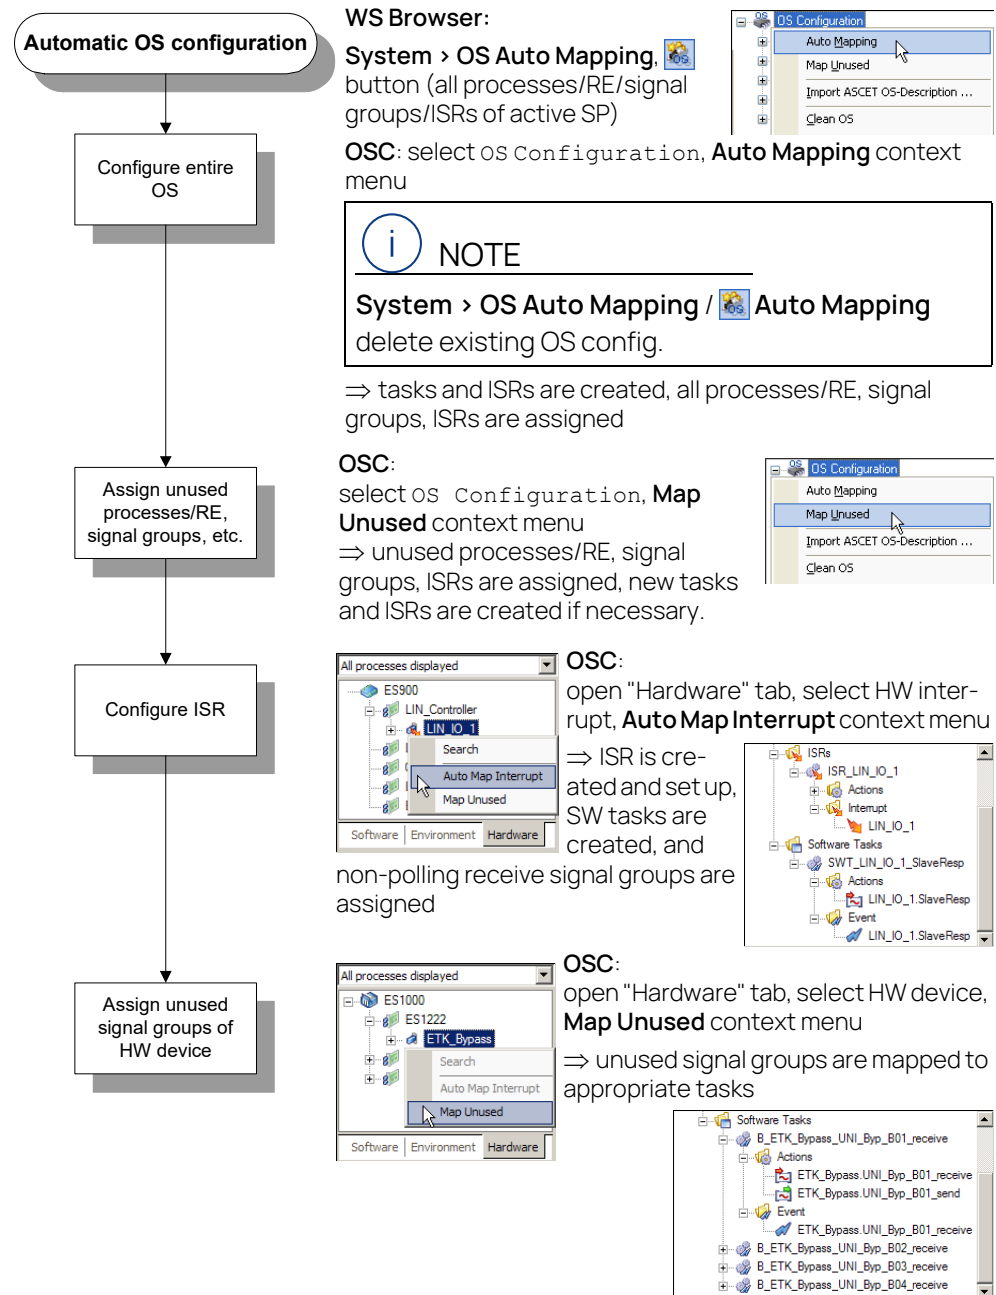 Automatic OS configuration
Configure entire
OS
Assign unused
processes/RE,
signal groups, etc.
Configure ISR
Assign unused
signal groups of
HW device
WS Browser:
System > OS Auto Mapping,
button (all processes/RE/signal
groups/ISRs of active SP)
OS Configuration
Auto Mapping
Map Unused
Import ASCET OS-Description ...
Clean OS
OSC: select OS Configuration, Auto Mapping context
menu
i NOTE
System > OS Auto Mapping / Auto Mapping
delete existing OS config.
⇒ tasks and ISRs are created, all processes/RE, signal
groups, ISRs are assigned
OSC:
select OS Configuration, Map
Unused context menu
⇒ unused processes/RE, signal
groups, ISRs are assigned, new tasks
and ISRs are created if necessary.
OS Configuration
Auto Mapping
Map Unused
Import ASCET OS-Description ...
Clean OS
All processes displayed
ES900
LIN_Controller
LIN_IO_1
Search
Auto Map Interrupt
Map Unused
Software Environment Hardware
OSC:
open "Hardware" tab, select HW inter-
rupt, Auto Map Interrupt context menu
⇒ ISR is cre-
ated and set up,
SW tasks are
created, and
non-polling receive signal groups are
assigned
ISRs
ISR_LIN_IO_1
Actions
Interrupt
LIN_IO_1
Software Tasks
SWT_LIN_IO_1_SlaveResp
Actions
LIN_IO_1.SlaveResp
Event
LIN_IO_1.SlaveResp
All processes displayed
ES1000
ES1222
ETK_Bypass
Search
Auto Map Interrupt
Map Unused
Software Environment Hardware
OSC:
open "Hardware" tab, select HW device,
Map Unused context menu
⇒ unused signal groups are mapped to
appropriate tasks
Software Tasks
B_ETK_Bypass_UNI_Byp_B01_receive
Actions
ETK_Bypass.UNI_Byp_B01_receive
ETK_Bypass.UNI_Byp_B01_send
Event
ETK_Bypass.UNI_Byp_B01_receive
B_ETK_Bypass_UNI_Byp_B02_receive
B_ETK_Bypass_UNI_Byp_B03_receive
B_ETK_Bypass_UNI_Byp_B04_receive